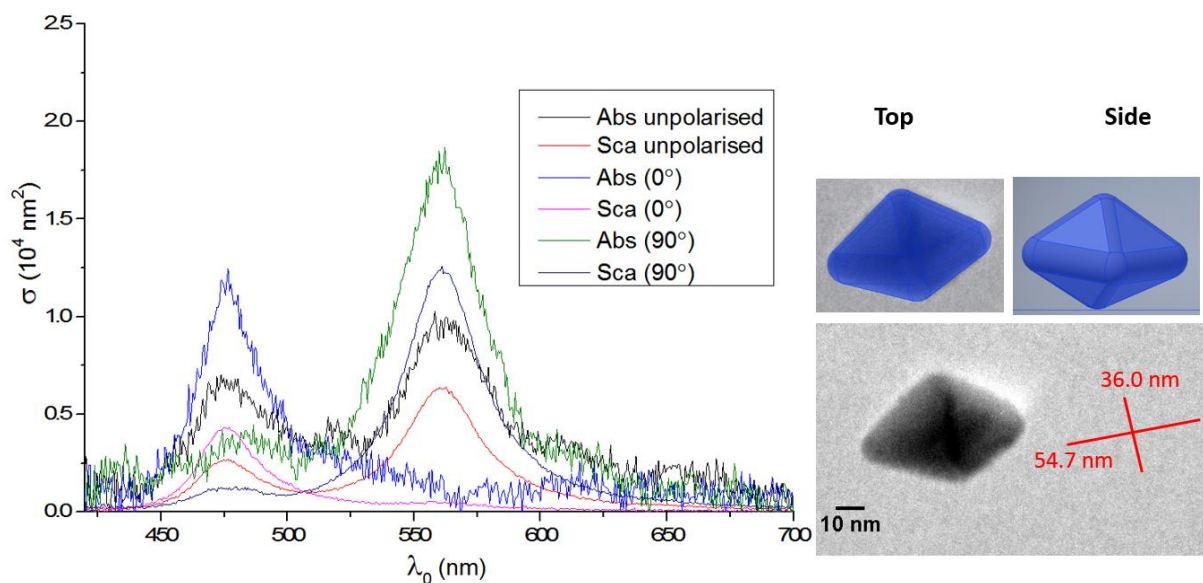 25
2.0
1.5
1.0
0.5
0.0
450
500
550
600
650
700
σ (10⁴ nm²)
λ₀ (nm)
Abs unpolarised
Sca unpolarised
Abs (0°)
Sca (0°)
Abs (90°)
Sca (90°)
Top
Side
36.0 nm
54.7 nm
10 nm